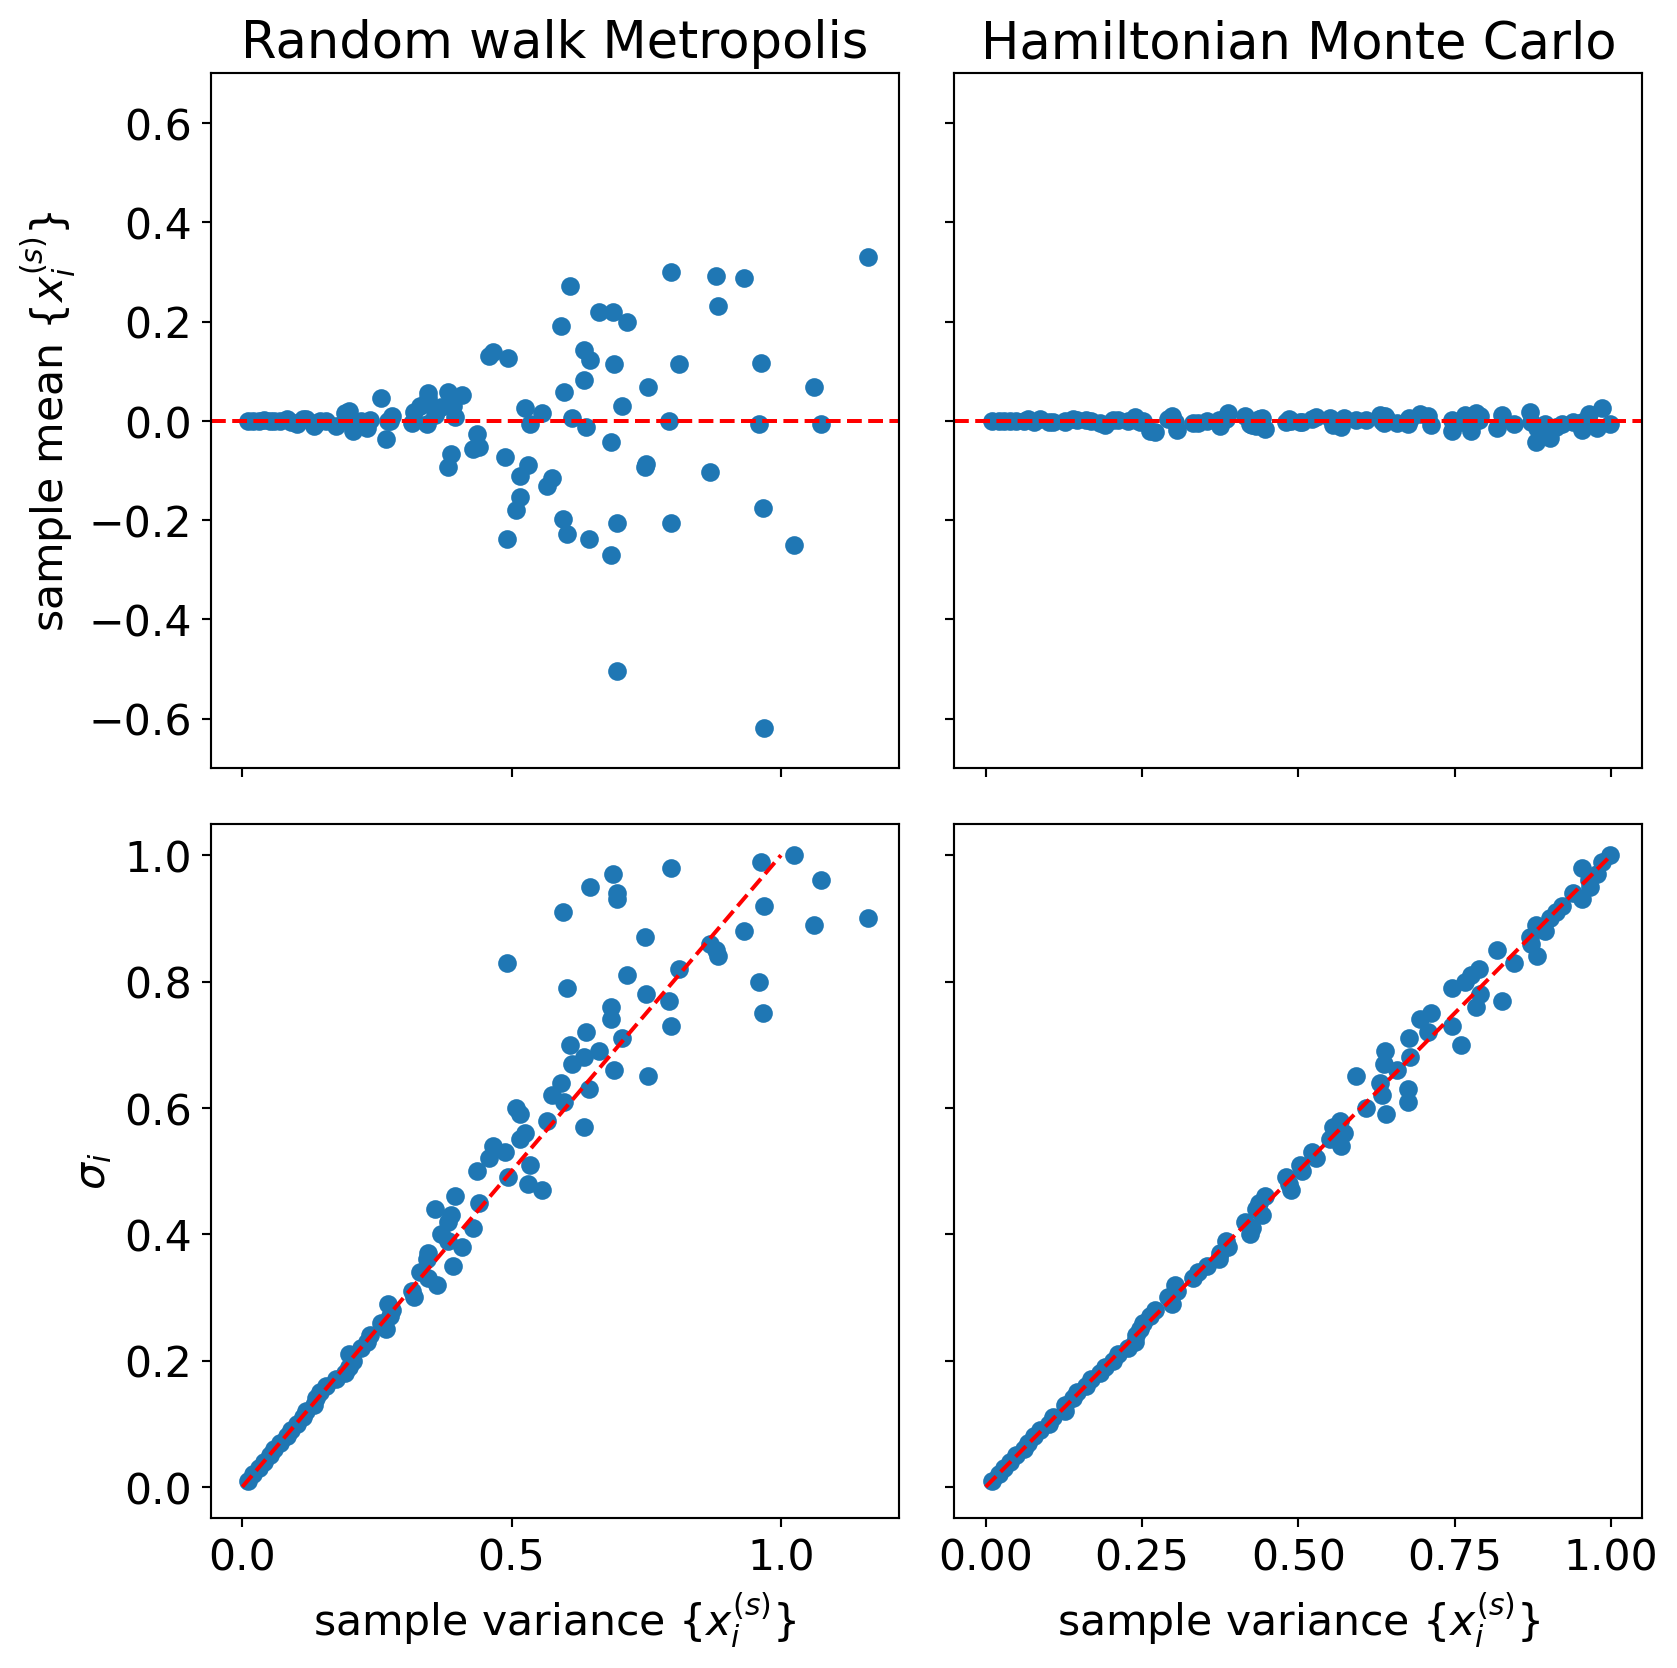 Random walk Metropolis
Hamiltonian Monte Carlo
0.6
0.4
0.2
0.0
−0.2
−0.4
−0.6
sample mean {x_i^(s)}
1.0
0.8
0.6
0.4
0.2
0.0
σ_i
0.0 0.5 1.0
0.00 0.25 0.50 0.75 1.00
sample variance {x_i^(s)}
sample variance {x_i^(s)}